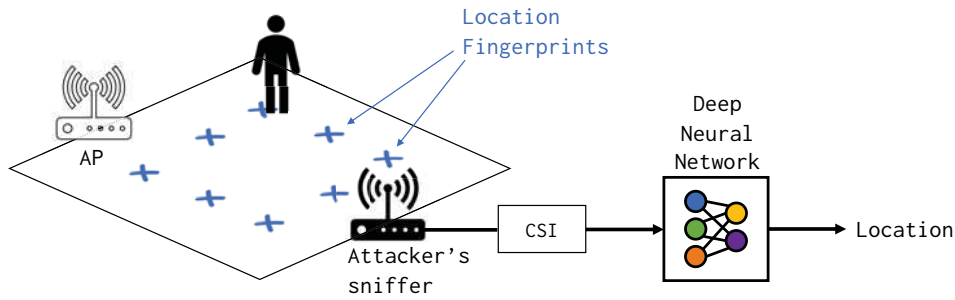 Location
Fingerprints
AP
Deep
Neural
Network
CSI
Location
Attacker's
sniffer